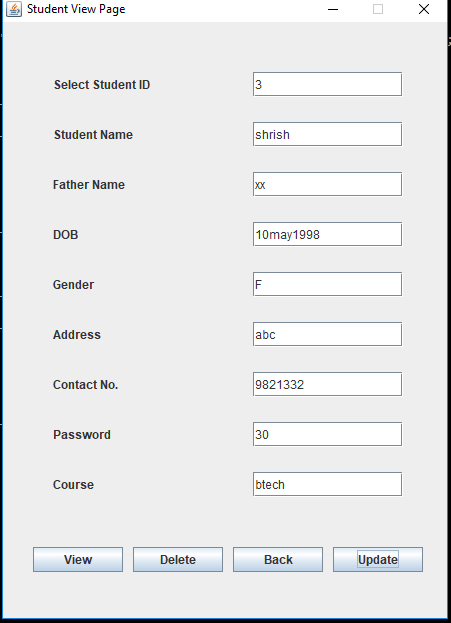 Student View Page
Select Student ID 3
Student Name shrish
Father Name xx
DOB 10may1998
Gender F
Address abc
Contact No. 9821332
Password 30
Course btech
View Delete Back Update